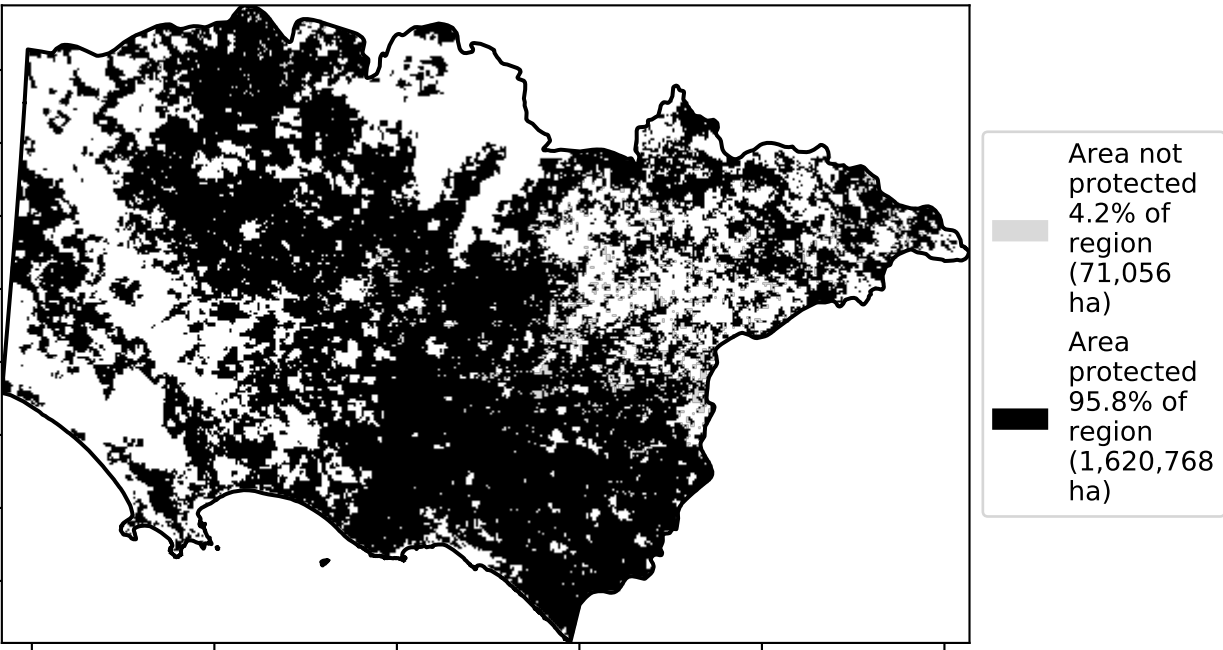 Area not
protected
4.2% of
region
(71,056
ha)
Area
protected
95.8% of
region
(1,620,768
ha)